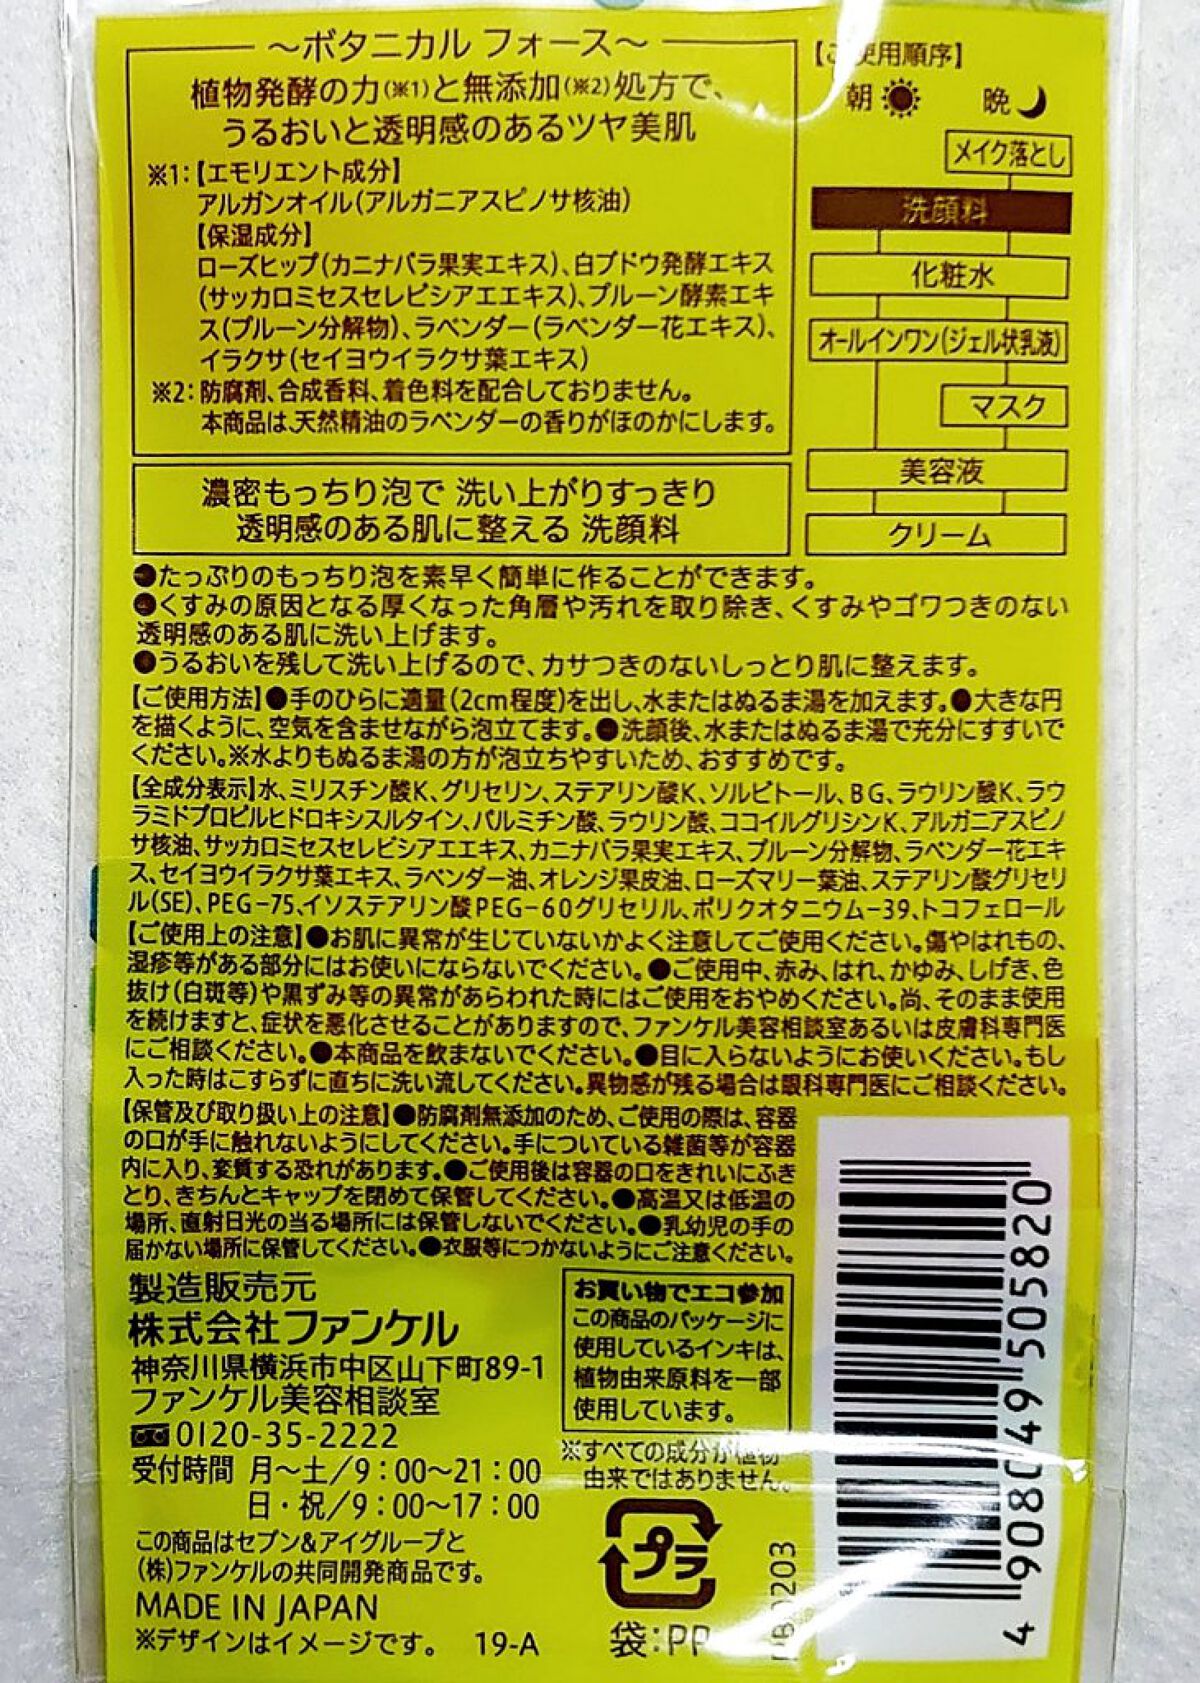 ～ボタニカル フォース～
植物発酵の力(※1)と無添加(※2)処方で、
うるおいと透明感のあるツヤ美肌
※1:【エモリエント成分】
アルガンオイル(アルガニアスピノサ核油)
【保湿成分】
ローズヒップ(カニナバラ果実エキス)、白ブドウ発酵エキス
(サッカロミセスセレビシアエエキス)、プルーン酵素エキ
ス(プルーン分解物)、ラベンダー(ラベンダー花エキス)、
イラクサ(セイヨウイラクサ葉エキス)
※2:防腐剤、合成香料、着色料を配合しておりません。
本商品は、天然精油のラベンダーの香りがほのかにします。
【ご使用順序】
朝 晩
メイク落とし
洗顔料
化粧水
オールインワン(ジェル状乳液)
マスク
美容液
クリーム
濃密もっちり泡で 洗い上がりすっきり
透明感のある肌に整える 洗顔料
●たっぷりのもっちり泡を素早く簡単に作ることができます。
●くすみの原因となる厚くなった角層や汚れを取り除き、くすみやゴワつきのない
透明感のある肌に洗い上げます。
●うるおいを残して洗い上げるので、カサつきのないしっとり肌に整えます。
【ご使用方法】●手のひらに適量(2cm程度)を出し、水またはぬるま湯を加えます。●大きな円
を描くように、空気を含ませながら泡立てます。●洗顔後、水またはぬるま湯で充分にすすいで
ください。※水よりもぬるま湯の方が泡立ちやすいため、おすすめです。
【全成分表示】水、ミリスチン酸K、グリセリン、ステアリン酸K、ソルビトール、BG、ラウリン酸K、ラウ
ラミドプロピルヒドロキシスルタイン、パルミチン酸、ラウリン酸、ココイルグリシンK、アルガニアスピノ
サ核油、サッカロミセスセレビシアエエキス、カニナバラ果実エキス、プルーン分解物、ラベンダー花エキ
ス、セイヨウイラクサ葉エキス、ラベンダー油、オレンジ果皮油、ローズマリー葉油、ステアリン酸グリセリ
ル(SE)、PEG-75、イソステアリン酸PEG-60グリセリル、ポリクオタニウム-39、トコフェロール
【ご使用上の注意】●お肌に異常が生じていないかよく注意してご使用ください。傷やはれもの、
湿疹等がある部分にはお使いにならないでください。●ご使用中、赤み、はれ、かゆみ、しげき、色
抜け(白斑等)や黒ずみ等の異常があらわれた時にはご使用をおやめください。尚、そのまま使用
を続けますと、症状を悪化させることがありますので、ファンケル美容相談室あるいは皮膚科専門医
にご相談ください。●本商品を飲まないでください。●目に入らないようにお使いください。もし
入った時はこすらずに直ちに洗い流してください。異物感が残る場合は眼科専門医にご相談ください。
【保管及び取り扱い上の注意】●防腐剤無添加のため、ご使用の際は、容器
の口が手に触れないようにしてください。手についている雑菌等が容器
内に入り、変質する恐れがあります。●ご使用後は容器の口をきれいにふき
とり、きちんとキャップを閉めて保管してください。●高温又は低温の
場所、直射日光の当る場所には保管しないでください。●乳幼児の手の
届かない場所に保管してください。●衣服等につかないようにご注意ください。
製造販売元
株式会社ファンケル
神奈川県横浜市中区山下町89-1
ファンケル美容相談室
0120-35-2222
受付時間 月～土/9:00～21:00
日・祝/9:00～17:00
この商品はセブン&アイグループと
(株)ファンケルの共同開発商品です。
MADE IN JAPAN
※デザインはイメージです。 19-A
お買い物でエコ参加
この商品のパッケージに
使用しているインキは、
植物由来原料を一部
使用しています。
※すべての成分が植物
由来ではありません。
プラ
袋:PP
4 908049 505820